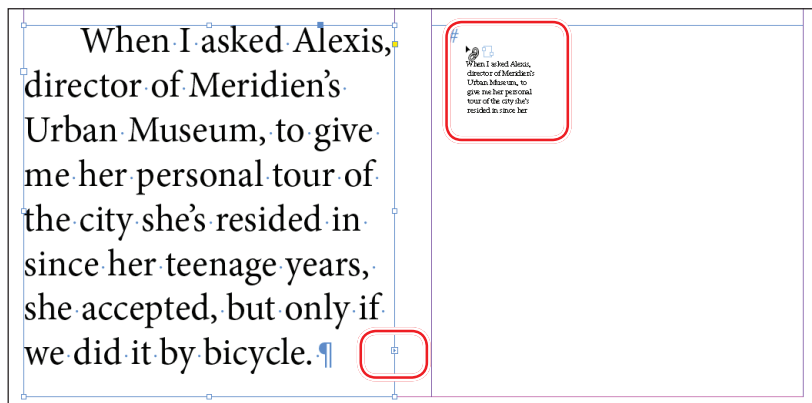 When I asked Alexis,
director of Meridien’s
Urban Museum, to give
me her personal tour of
the city she’s resided in
since her teenage years,
she accepted, but only if
we did it by bicycle. ¶
#
When I asked Alexis,
director of Meridien's
Urban Museum, to
give me her personal
tour of the city she's
resided in since her